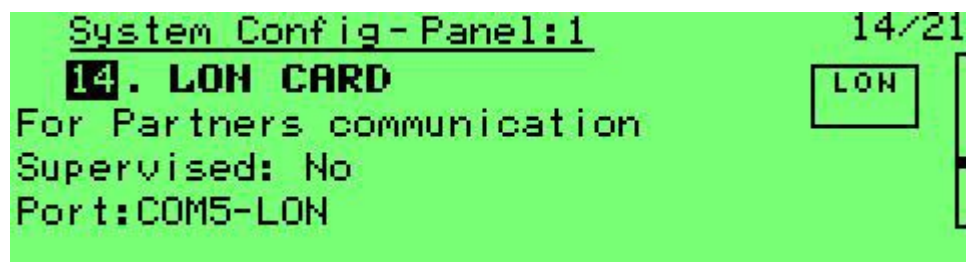 System Config-Panel:1 14/21
14. LON CARD
LON
For Partners communication
Supervised: No
Port:COM5-LON